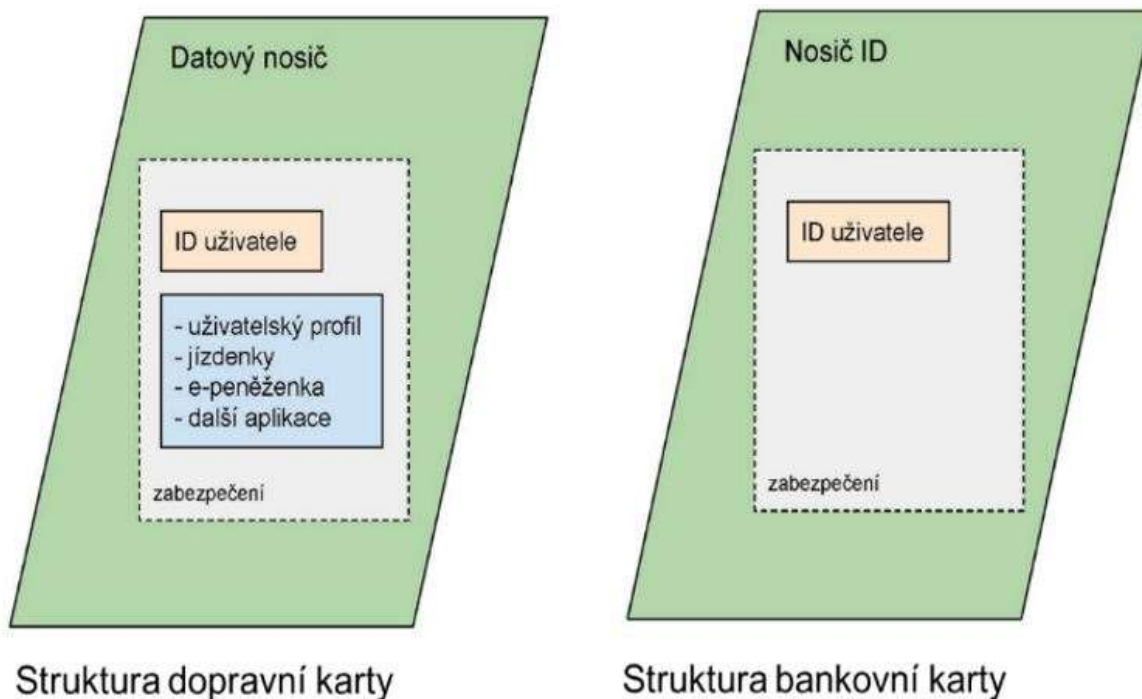 Datový nosič
ID uživatele
- uživatelský profil
- jízdenky
- e-peněženka
- další aplikace
zabezpečení
Struktura dopravní karty
Nosič ID
ID uživatele
zabezpečení
Struktura bankovní karty